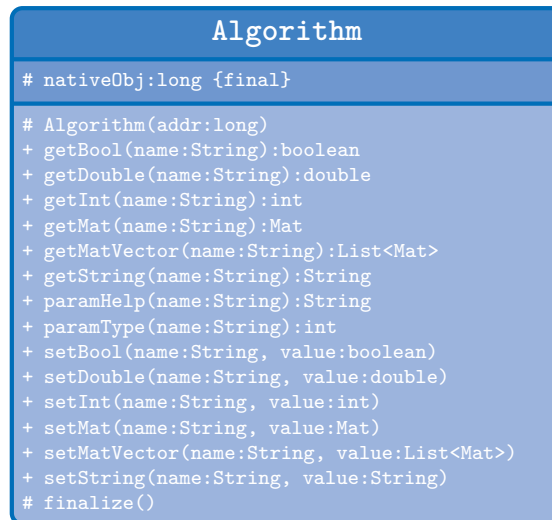 Algorithm
# nativeObj:long {final}
# Algorithm(addr:long)
+ getBool(name:String):boolean
+ getDouble(name:String):double
+ getInt(name:String):int
+ getMat(name:String):Mat
+ getMatVector(name:String):List<Mat>
+ getString(name:String):String
+ paramHelp(name:String):String
+ paramType(name:String):int
+ setBool(name:String, value:boolean)
+ setDouble(name:String, value:double)
+ setInt(name:String, value:int)
+ setMat(name:String, value:Mat)
+ setMatVector(name:String, value:List<Mat>)
+ setString(name:String, value:String)
# finalize()